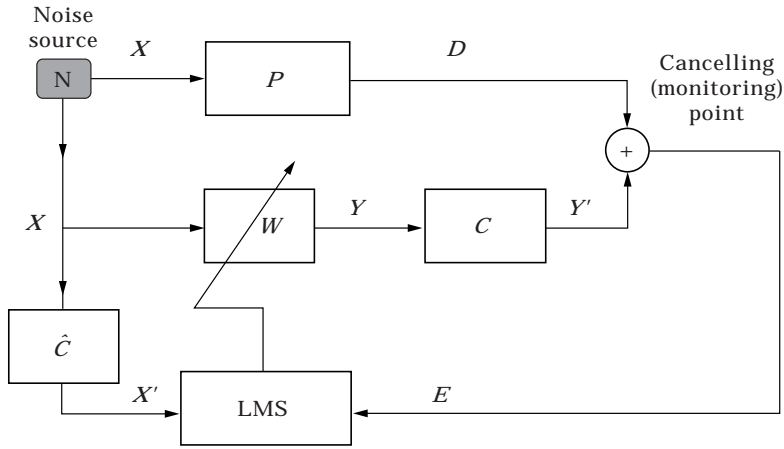 Noise
source
X
N
P
D
Cancelling
(monitoring)
point
+
X
W
Y
C
Y'
Ĉ
X'
LMS
E